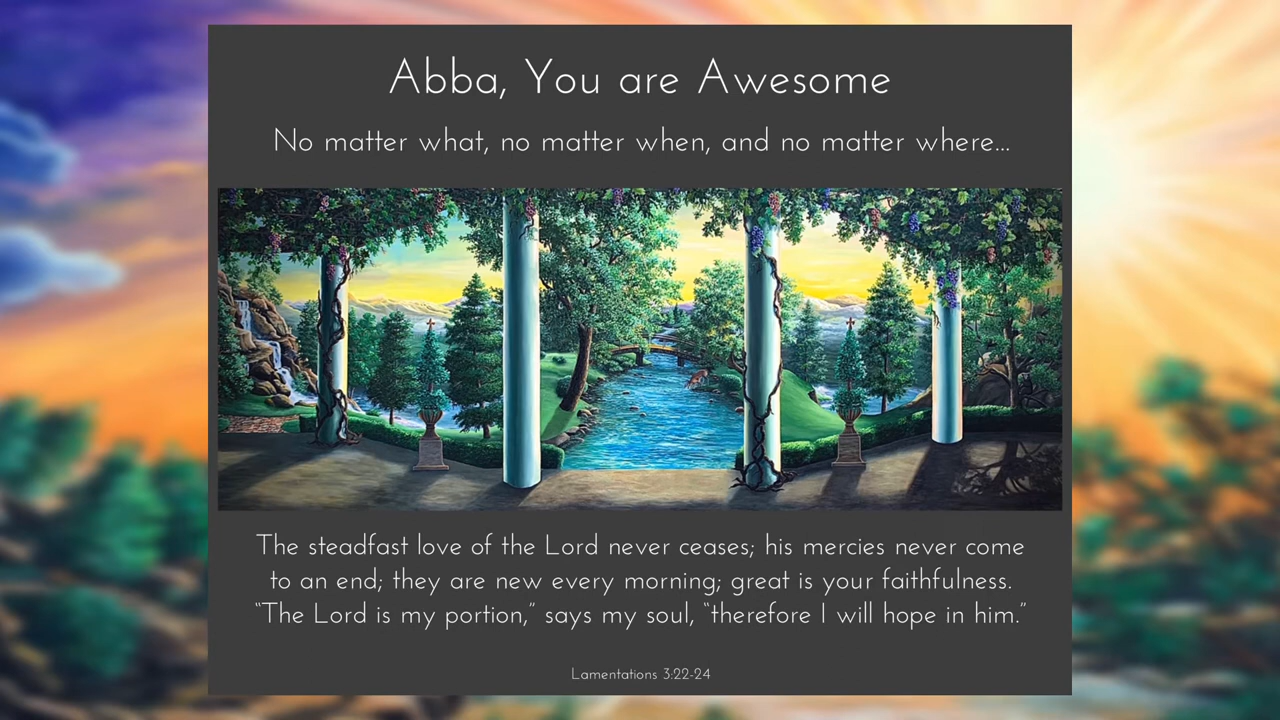 Abba, You are Awesome
No matter what, no matter when, and no matter where...
The steadfast love of the Lord never ceases; his mercies never come
to an end; they are new every morning; great is your faithfulness.
“The Lord is my portion,” says my soul, “therefore I will hope in him.”
Lamentations 3:22-24